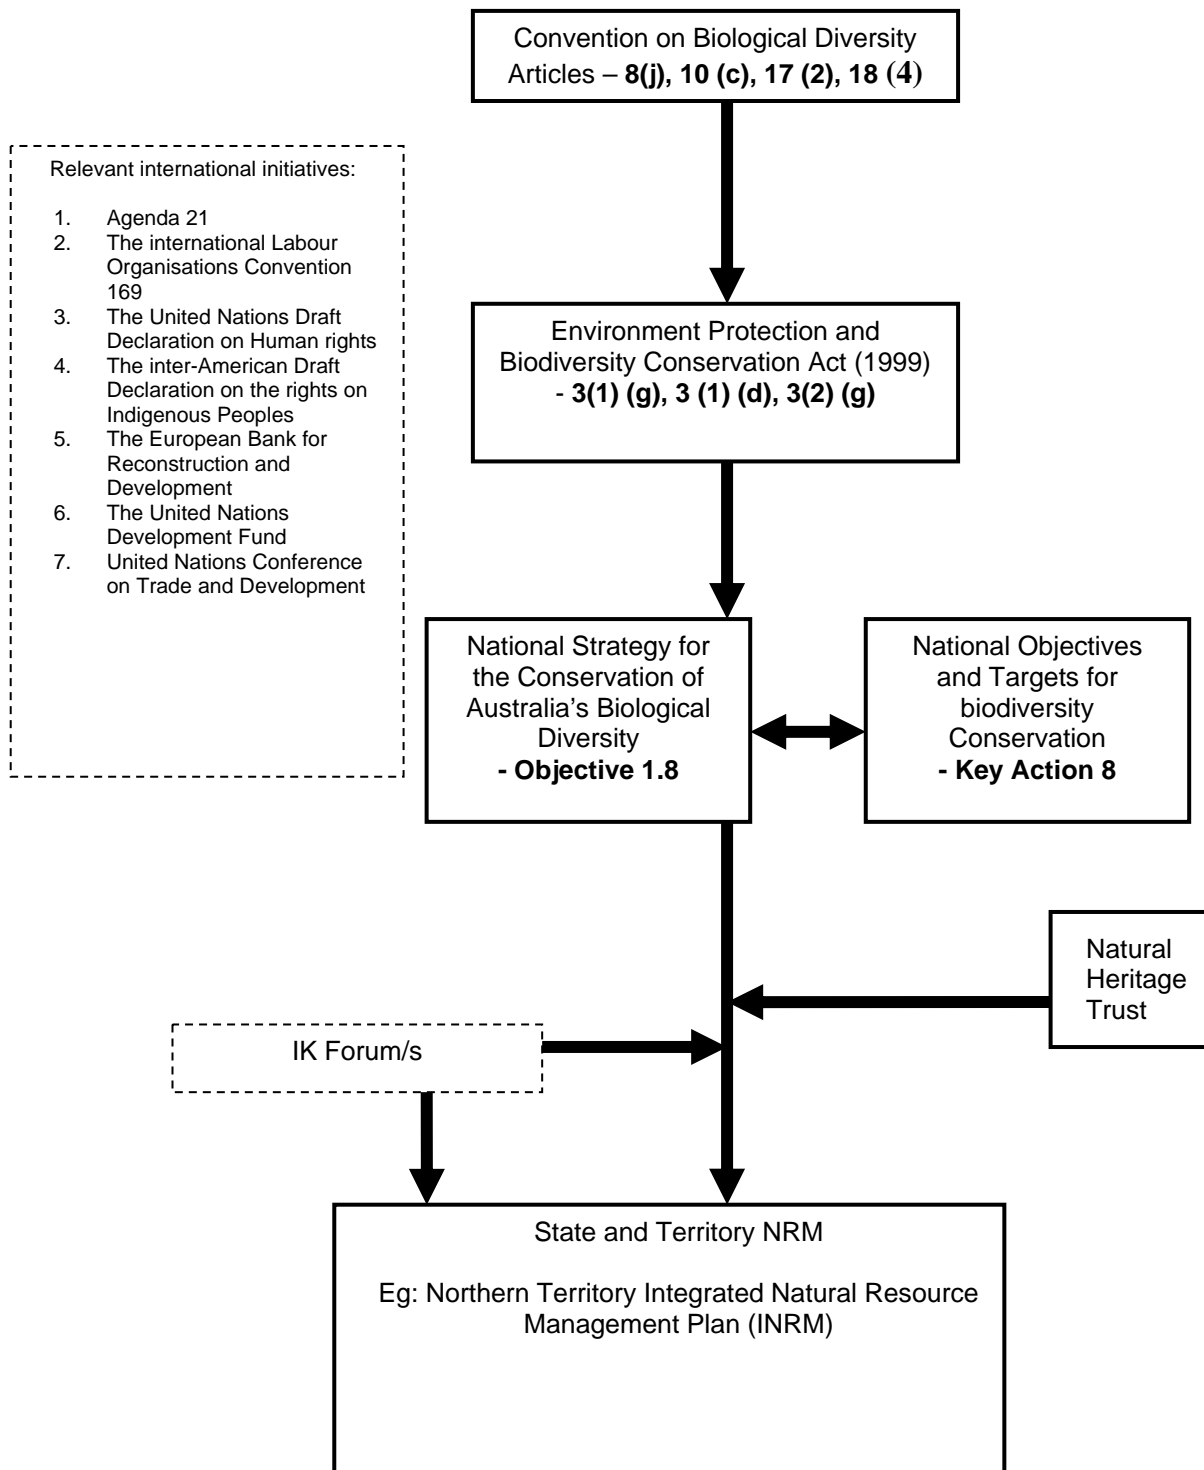 Convention on Biological Diversity
Articles – 8(j), 10 (c), 17 (2), 18 (4)
Relevant international initiatives:
1. Agenda 21
2. The international Labour
Organisations Convention
169
3. The United Nations Draft
Declaration on Human rights
4. The inter-American Draft
Declaration on the rights on
Indigenous Peoples
5. The European Bank for
Reconstruction and
Development
6. The United Nations
Development Fund
7. United Nations Conference
on Trade and Development
Environment Protection and
Biodiversity Conservation Act (1999)
- 3(1) (g), 3 (1) (d), 3(2) (g)
National Strategy for
the Conservation of
Australia’s Biological
Diversity
- Objective 1.8
National Objectives
and Targets for
biodiversity
Conservation
- Key Action 8
Natural
Heritage
Trust
IK Forum/s
State and Territory NRM
Eg: Northern Territory Integrated Natural Resource
Management Plan (INRM)